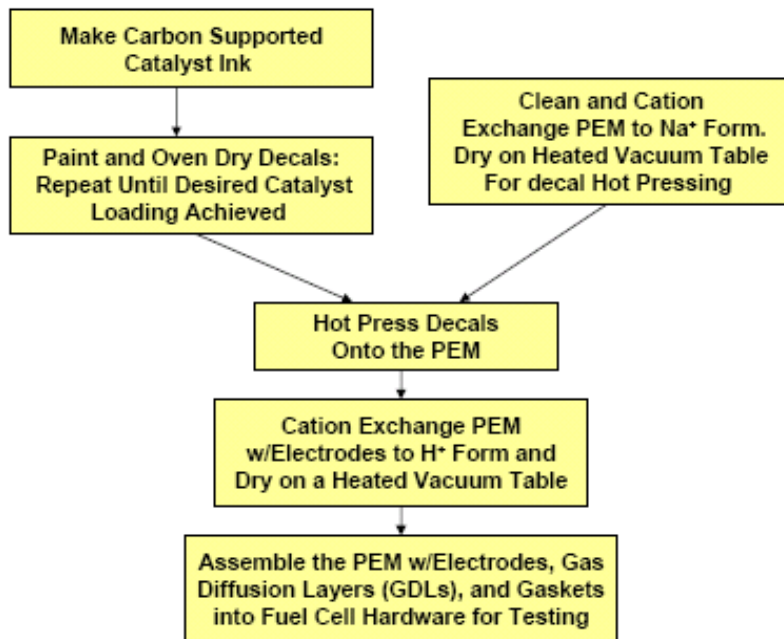 Make Carbon Supported
Catalyst Ink
Clean and Cation
Exchange PEM to Na⁺ Form.
Dry on Heated Vacuum Table
For decal Hot Pressing
Paint and Oven Dry Decals:
Repeat Until Desired Catalyst
Loading Achieved
Hot Press Decals
Onto the PEM
Cation Exchange PEM
w/Electrodes to H⁺ Form and
Dry on a Heated Vacuum Table
Assemble the PEM w/Electrodes, Gas
Diffusion Layers (GDLs), and Gaskets
into Fuel Cell Hardware for Testing